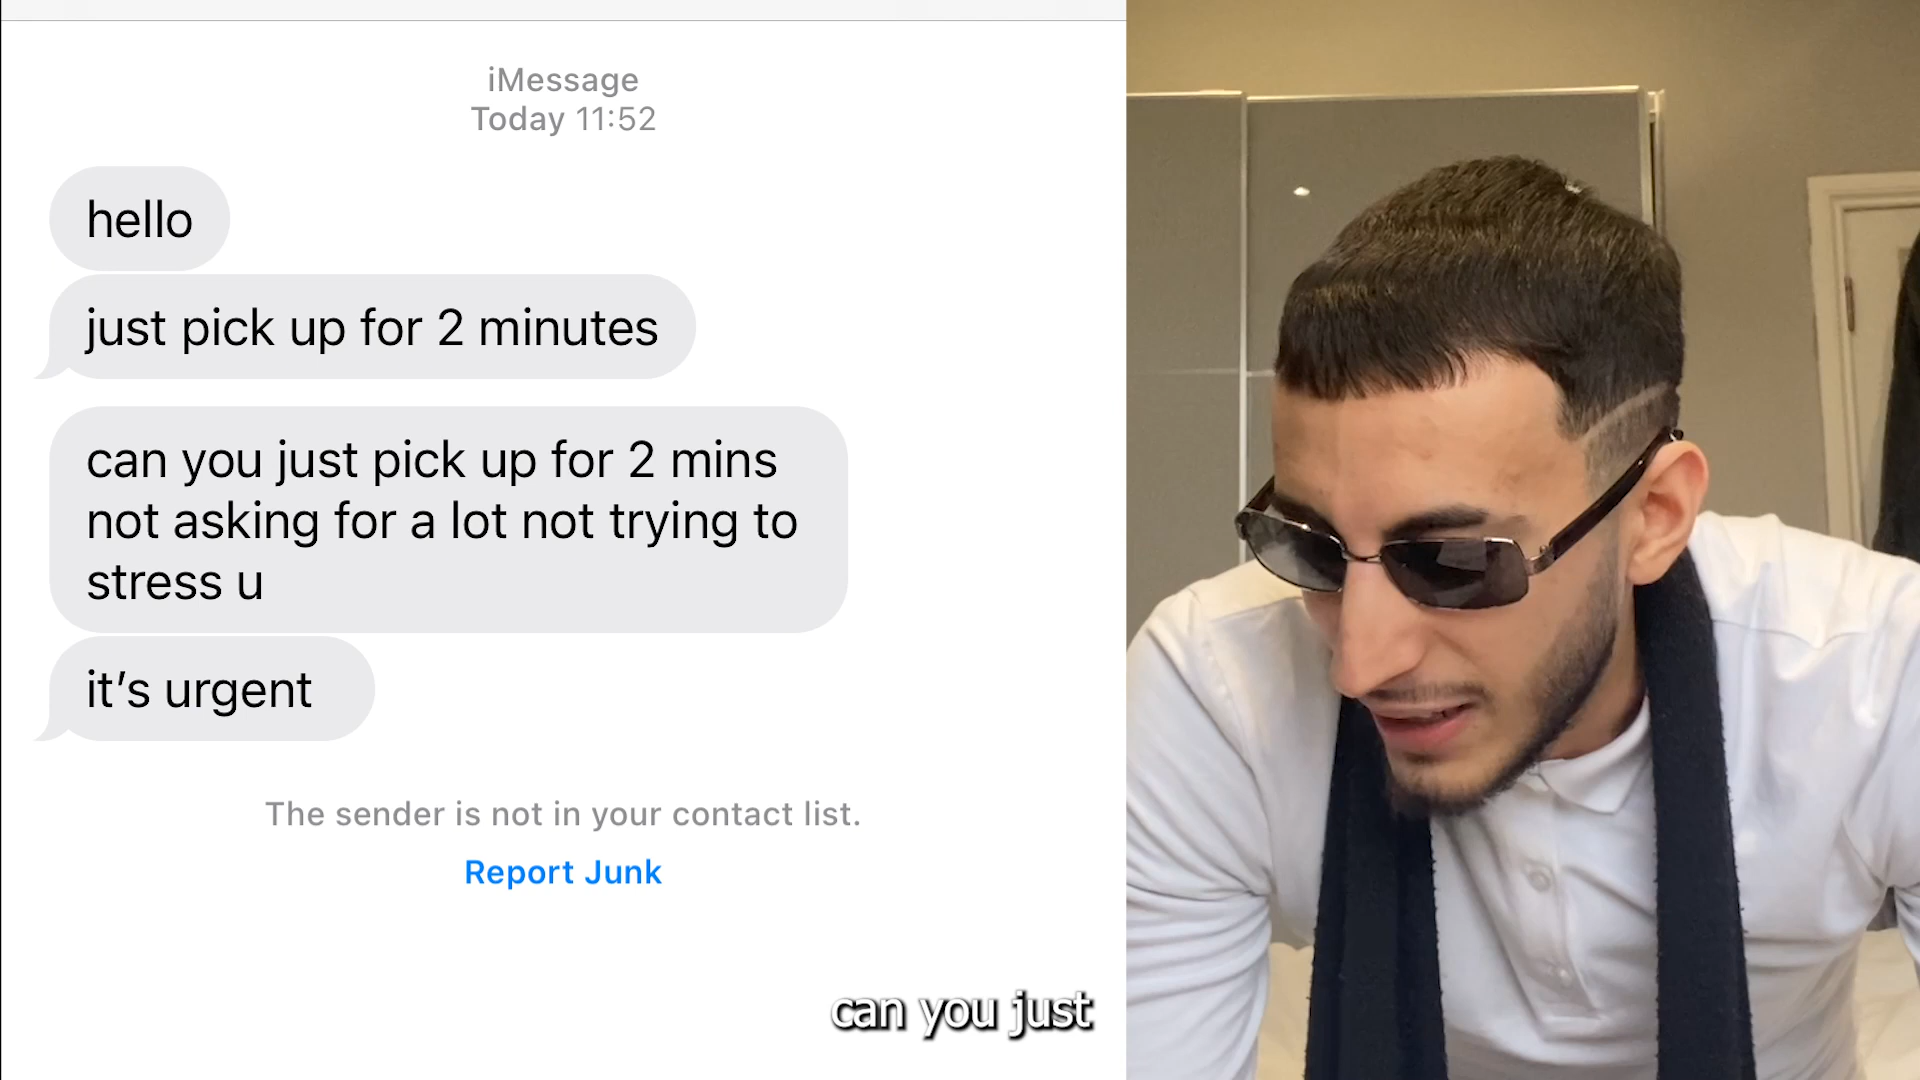 iMessage
Today 11:52
hello
just pick up for 2 minutes
can you just pick up for 2 mins
not asking for a lot not trying to
stress u
it’s urgent
The sender is not in your contact list.
Report Junk
can you just